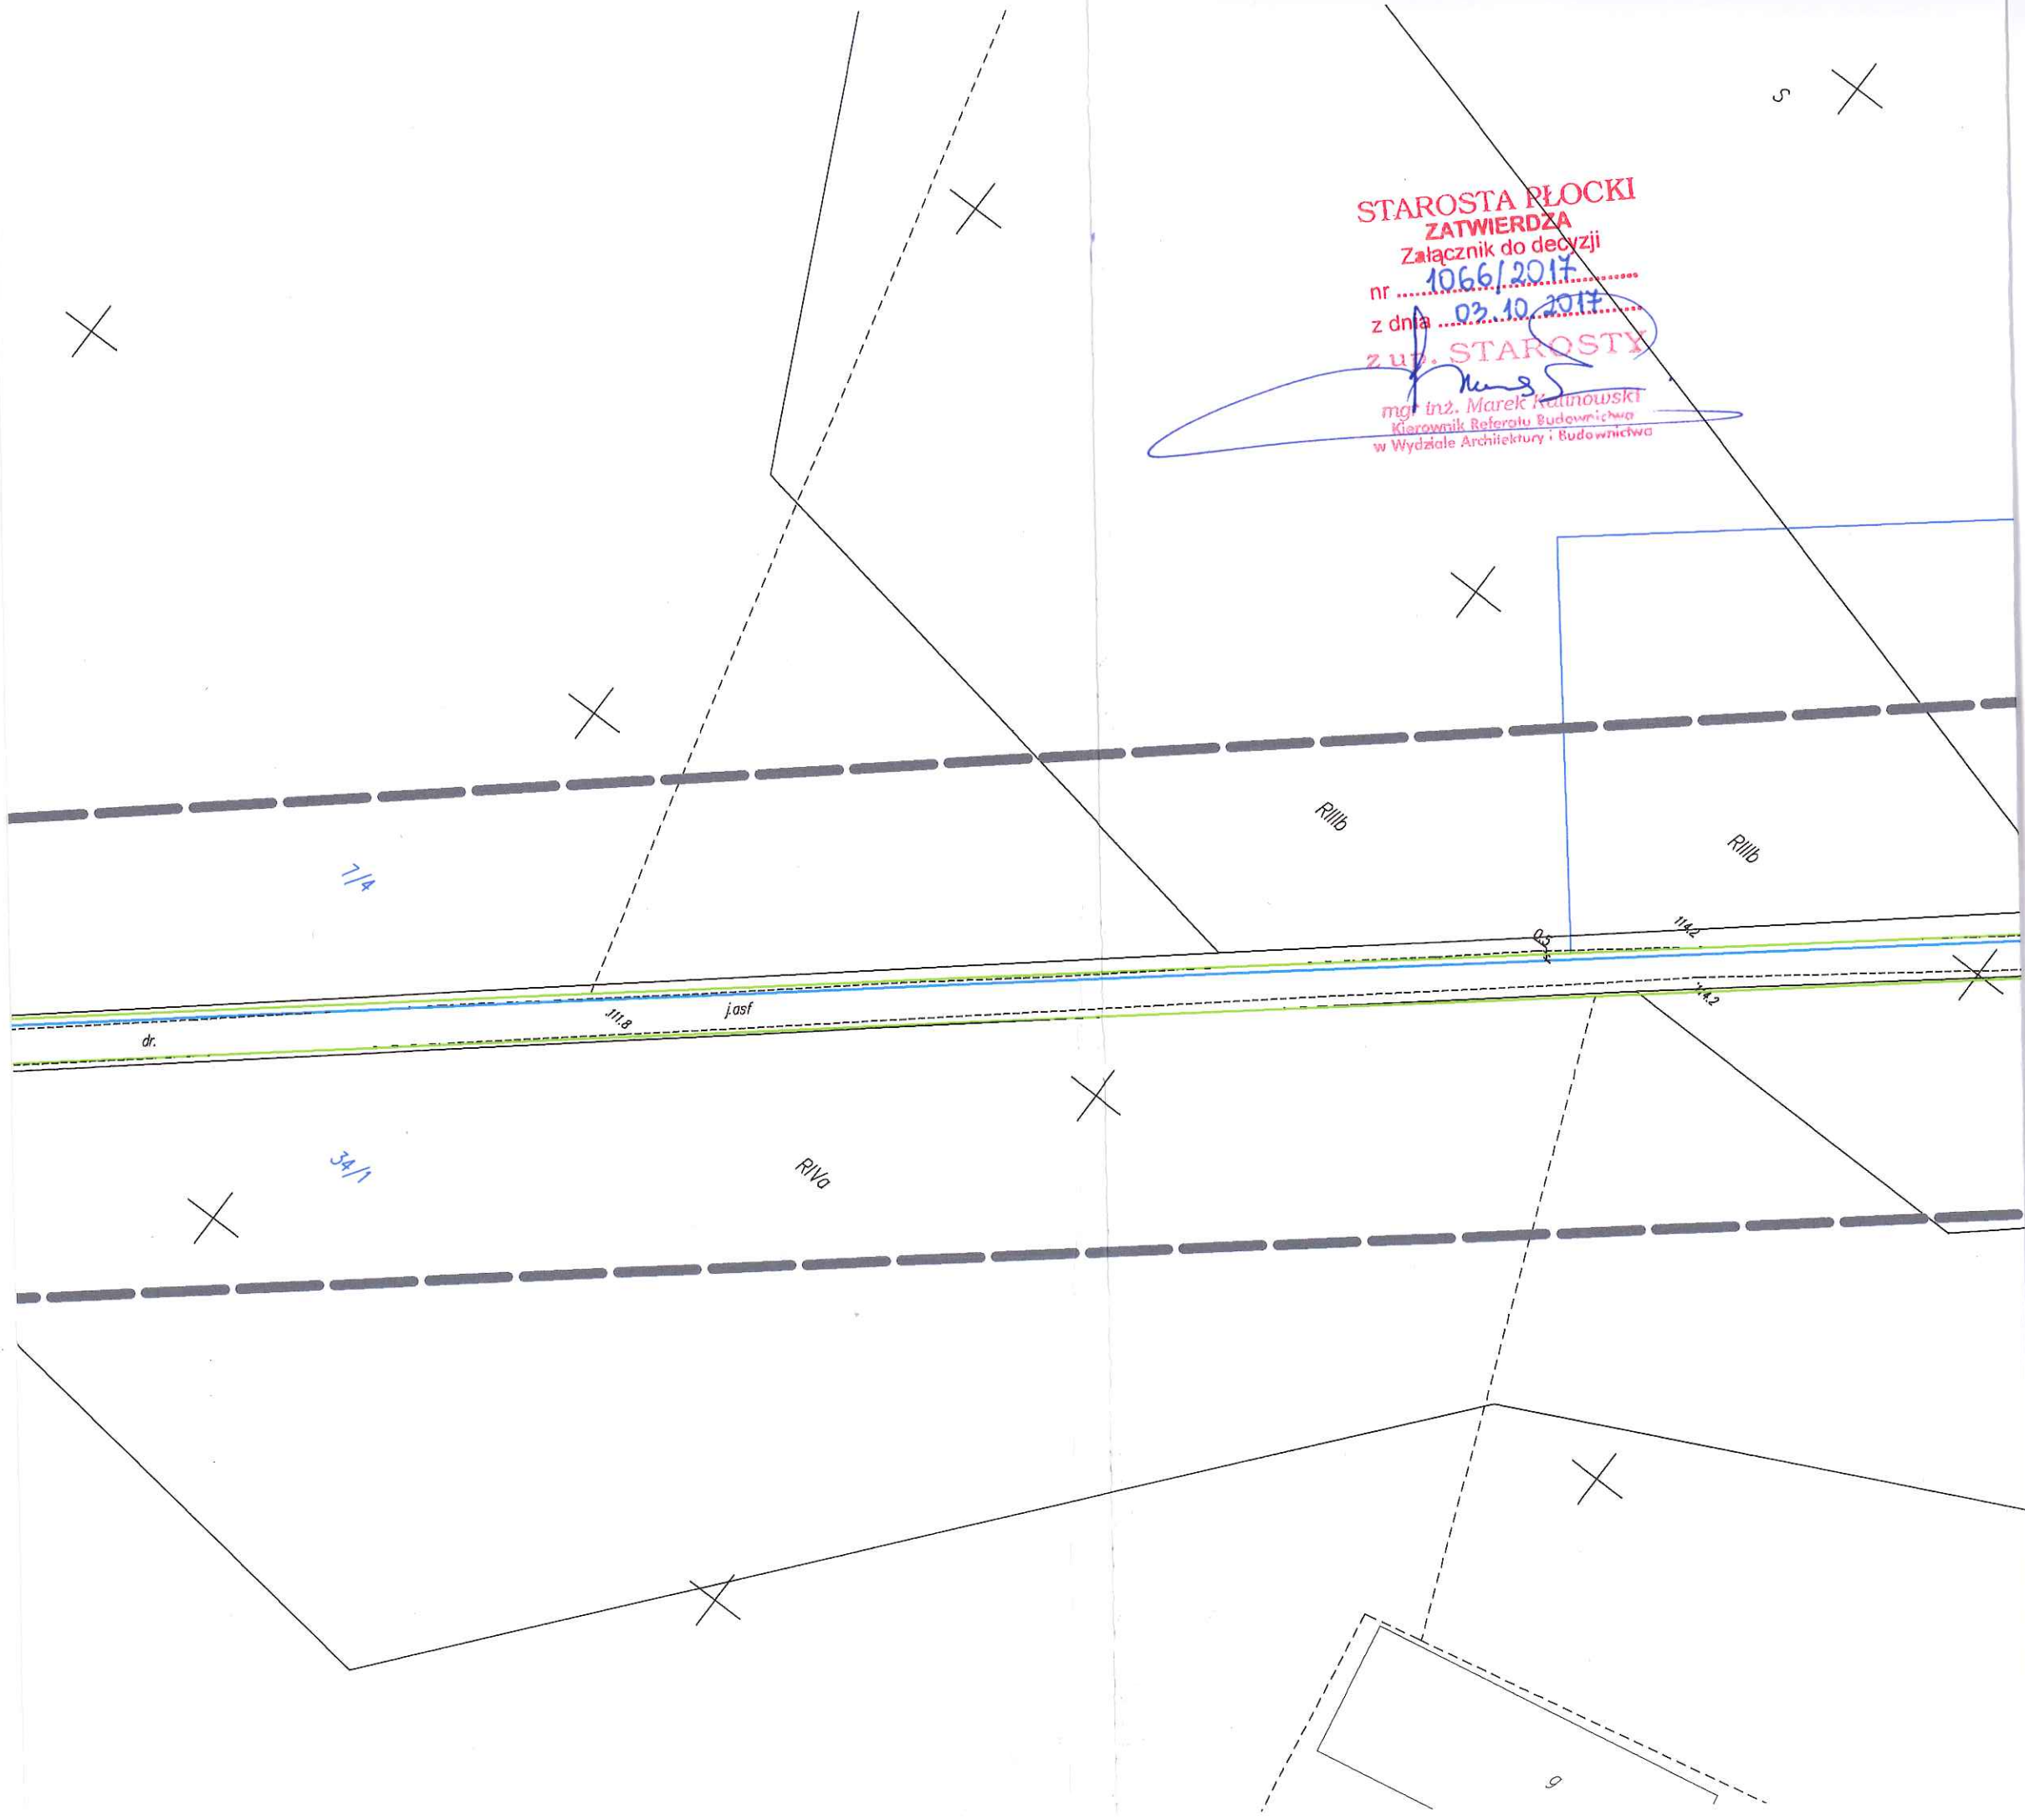 S
STAROSTA PŁOCKI
ZATWIERDZA
Załącznik do decyzji
nr ..... 1066/2017 .....
z dnia ..... 03.10.2017 .....
z up. STAROSTY
mgr inż. Marek Kalinowski
Kierownik Referatu Budownictwa
w Wydziale Architektury i Budownictwa
RIIIb
RIIIb
7/4
0.5
114.2
j.asf
111.8
114.2
dr.
34/1
RIVa
g